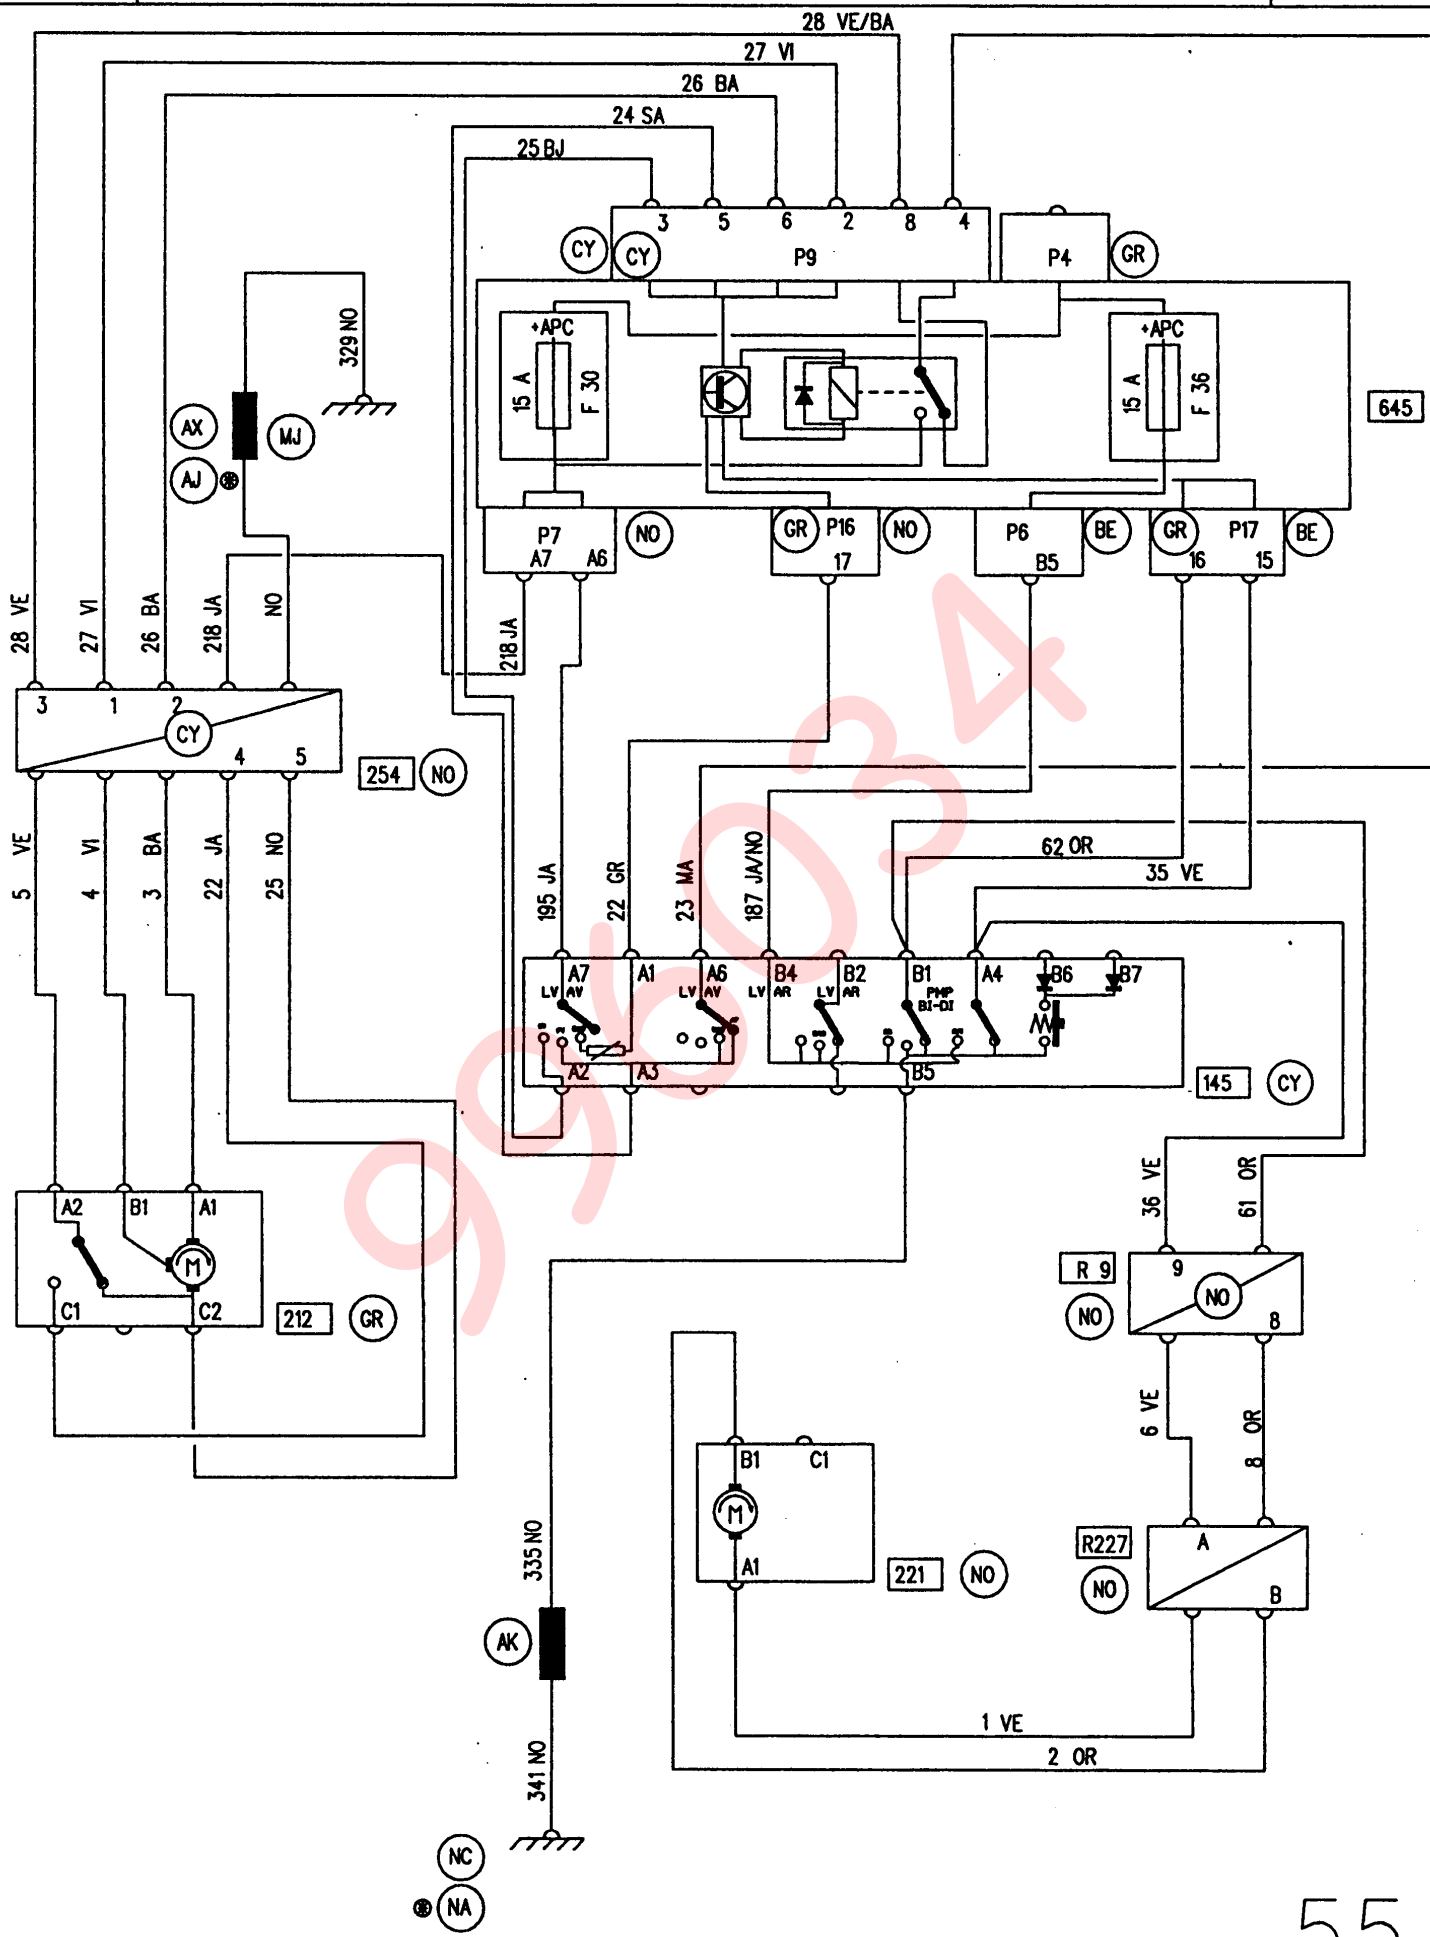 28 VE/BA
27 VI
26 BA
24 SA
25 BJ
3 5 6 2 8 4
CY CY P9 P4 GR
329 NO
+APC 15 A F 30
+APC 15 A F 36
645
AX MJ
AJ
P7 NO GR P16 NO P6 BE GR P17 BE
A7 A6 17 B5 16 15
28 VE
27 VI
26 BA
218 JA
NO
218 JA
3 1 2
CY
4 5
254 NO
62 OR
35 VE
5 VE
4 VI
3 BA
22 JA
25 NO
195 JA
22 GR
23 MA
187 JA/NO
A7 A1 A6 B4 B2 B1 A4 B6 B7
LV AV LV AV LV AR LV AR PMP
BI-DI
A2 A3 B5
145 CY
996034
36 VE
61 OR
A2 B1 A1
M
C1 C2
212 GR
R 9 9
NO NO
8
6 VE
8 OR
B1 C1
M
A1
221 NO
335 NO
R227 A
NO B
AK
1 VE
2 OR
341 NO
NC
NA
55